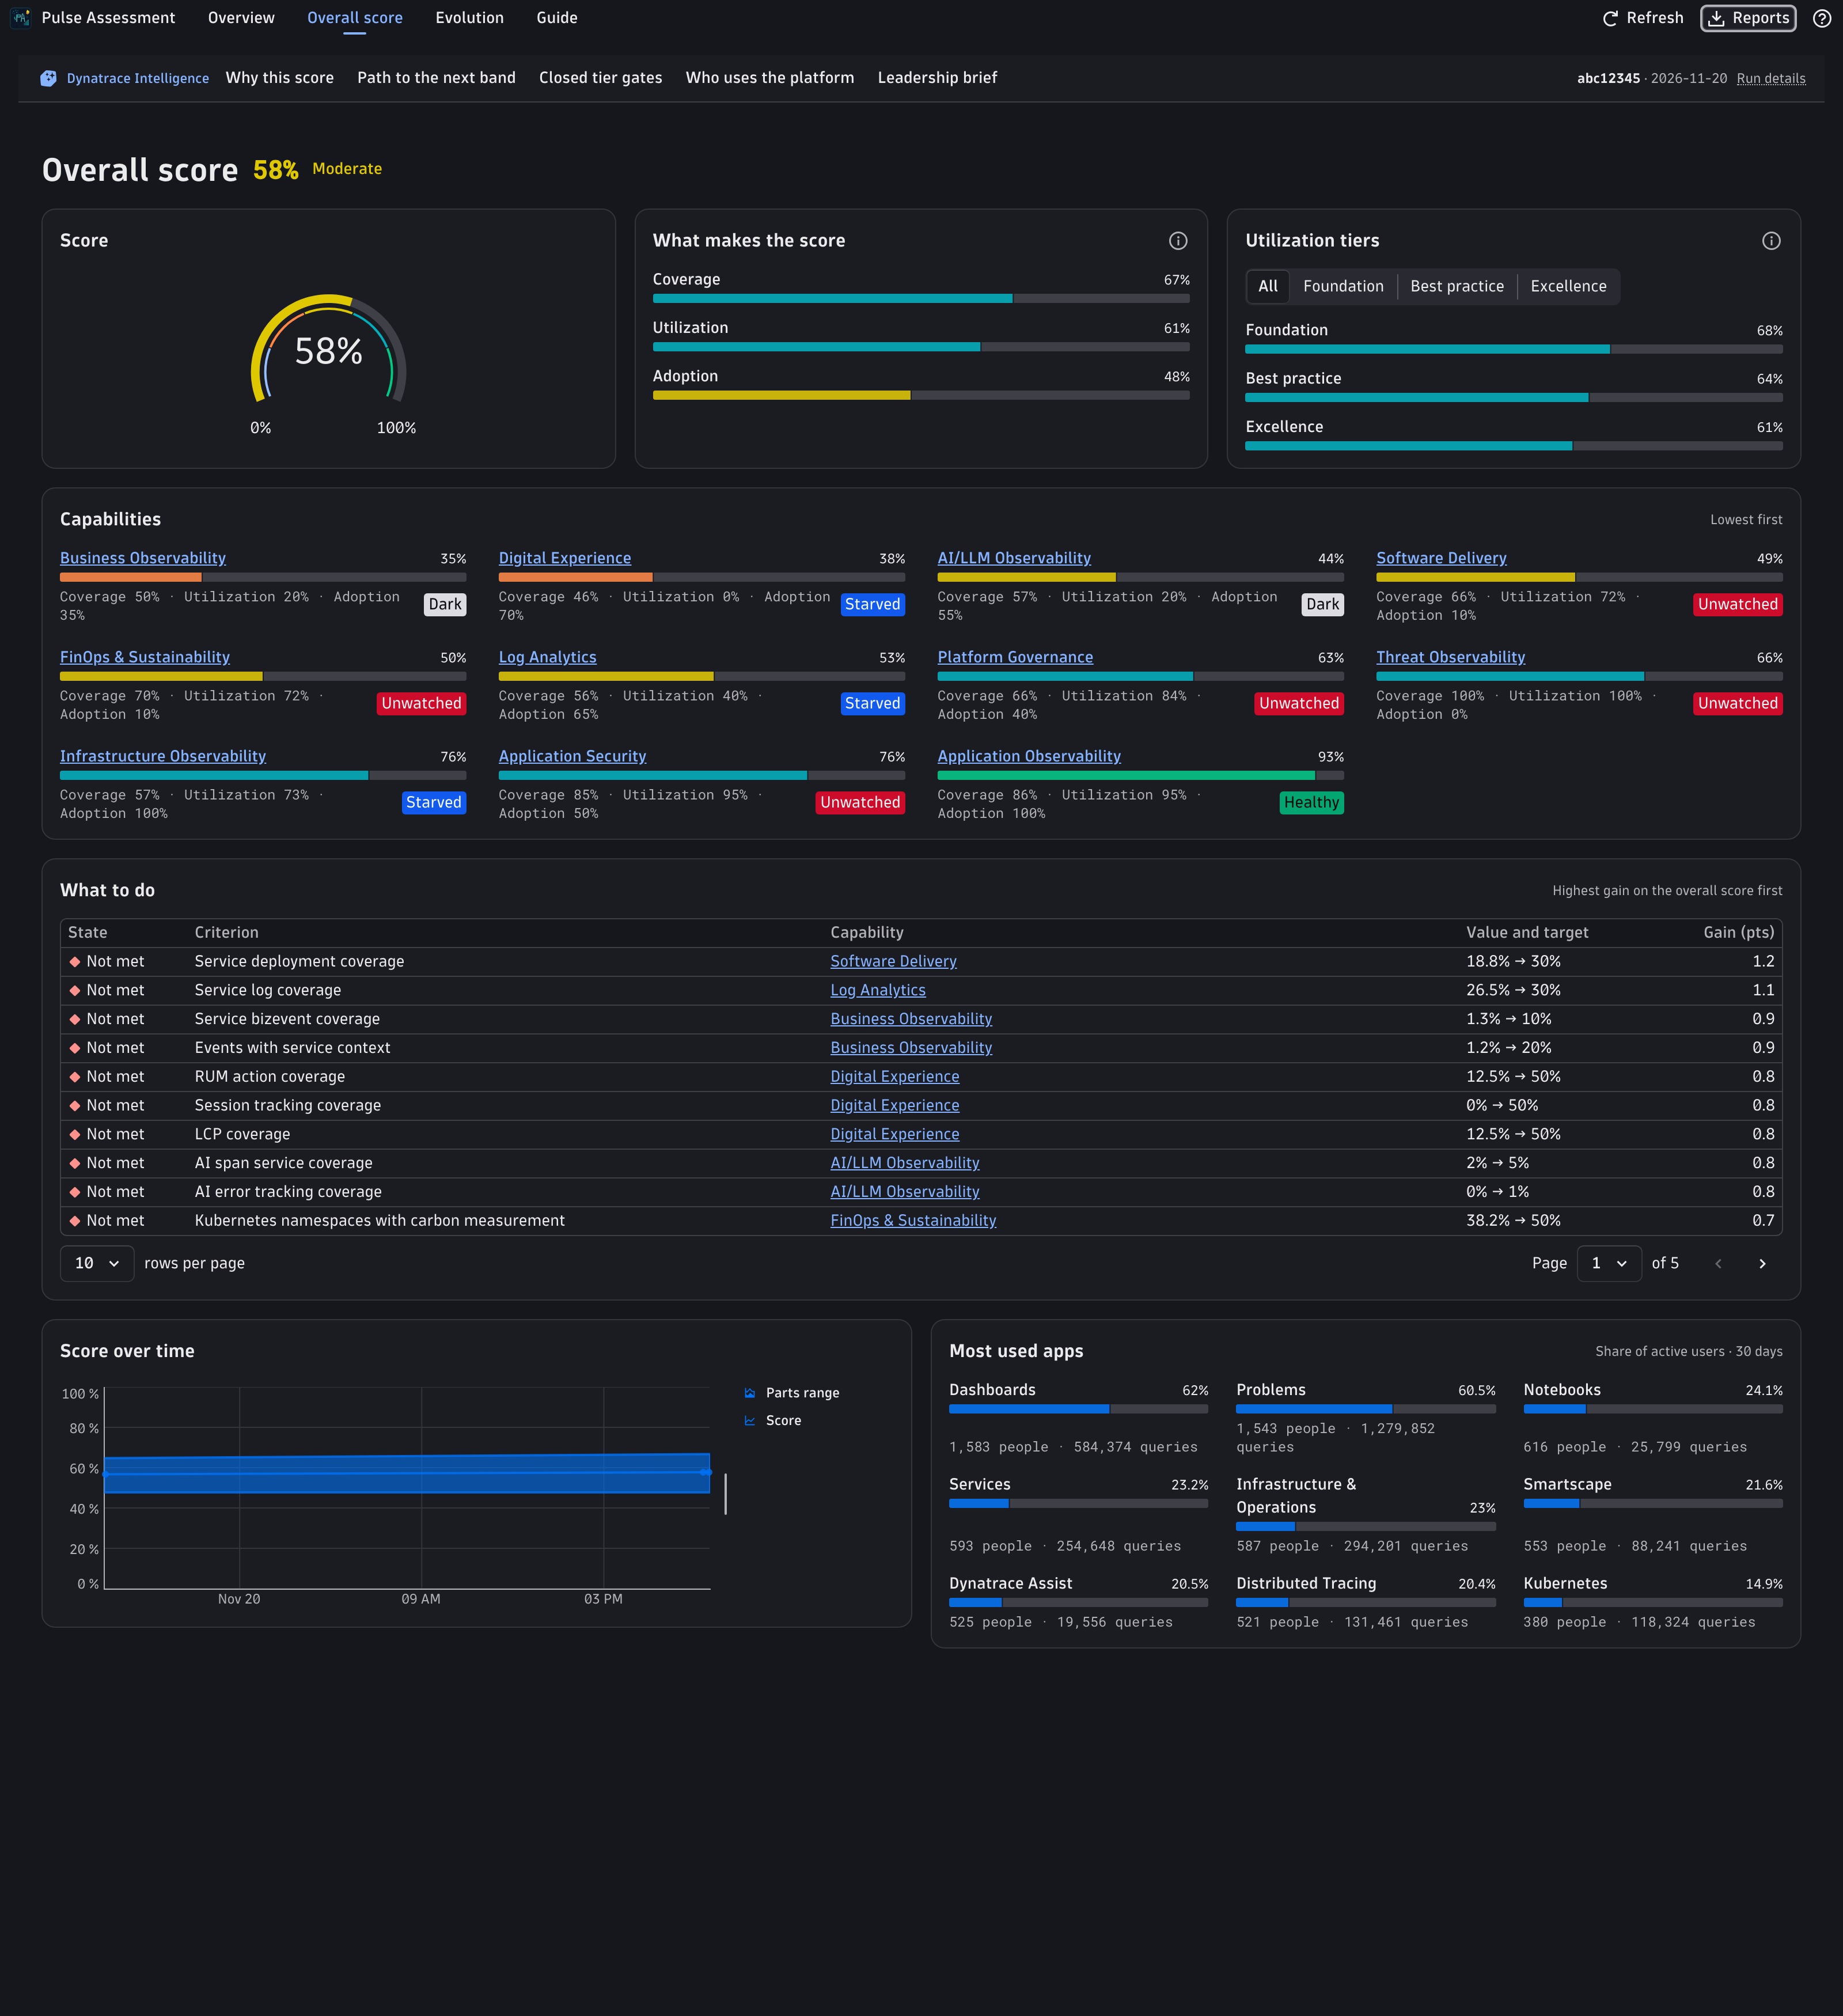 Pulse Assessment Overview Overall score Evolution Guide Refresh Reports
Dynatrace Intelligence Why this score Path to the next band Closed tier gates Who uses the platform Leadership brief abc12345 · 2026-11-20 Run details
Overall score 58% Moderate
Score
58%
0% 100%
What makes the score
Coverage 67%
Utilization 61%
Adoption 48%
Utilization tiers
All Foundation Best practice Excellence
Foundation 68%
Best practice 64%
Excellence 61%
Capabilities Lowest first
Business Observability 35%
Coverage 50% · Utilization 20% · Adoption
35%
Dark
Digital Experience 38%
Coverage 46% · Utilization 0% · Adoption
70%
Starved
AI/LLM Observability 44%
Coverage 57% · Utilization 20% · Adoption
55%
Dark
Software Delivery 49%
Coverage 66% · Utilization 72% ·
Adoption 10%
Unwatched
FinOps & Sustainability 50%
Coverage 70% · Utilization 72% ·
Adoption 10%
Unwatched
Log Analytics 53%
Coverage 56% · Utilization 40% ·
Adoption 65%
Starved
Platform Governance 63%
Coverage 66% · Utilization 84% ·
Adoption 40%
Unwatched
Threat Observability 66%
Coverage 100% · Utilization 100% ·
Adoption 0%
Unwatched
Infrastructure Observability 76%
Coverage 57% · Utilization 73% ·
Adoption 100%
Starved
Application Security 76%
Coverage 85% · Utilization 95% ·
Adoption 50%
Unwatched
Application Observability 93%
Coverage 86% · Utilization 95% ·
Adoption 100%
Healthy
What to do Highest gain on the overall score first
State Criterion Capability Value and target Gain (pts)
Not met Service deployment coverage Software Delivery 18.8% → 30% 1.2
Not met Service log coverage Log Analytics 26.5% → 30% 1.1
Not met Service bizevent coverage Business Observability 1.3% → 10% 0.9
Not met Events with service context Business Observability 1.2% → 20% 0.9
Not met RUM action coverage Digital Experience 12.5% → 50% 0.8
Not met Session tracking coverage Digital Experience 0% → 50% 0.8
Not met LCP coverage Digital Experience 12.5% → 50% 0.8
Not met AI span service coverage AI/LLM Observability 2% → 5% 0.8
Not met AI error tracking coverage AI/LLM Observability 0% → 1% 0.8
Not met Kubernetes namespaces with carbon measurement FinOps & Sustainability 38.2% → 50% 0.7
10 rows per page Page 1 of 5
Score over time
100 %
80 %
60 %
40 %
20 %
0 %
Nov 20 09 AM 03 PM
Parts range
Score
Most used apps Share of active users · 30 days
Dashboards 62%
1,583 people · 584,374 queries
Problems 60.5%
1,543 people · 1,279,852
queries
Notebooks 24.1%
616 people · 25,799 queries
Services 23.2%
593 people · 254,648 queries
Infrastructure &
Operations 23%
587 people · 294,201 queries
Smartscape 21.6%
553 people · 88,241 queries
Dynatrace Assist 20.5%
525 people · 19,556 queries
Distributed Tracing 20.4%
521 people · 131,461 queries
Kubernetes 14.9%
380 people · 118,324 queries